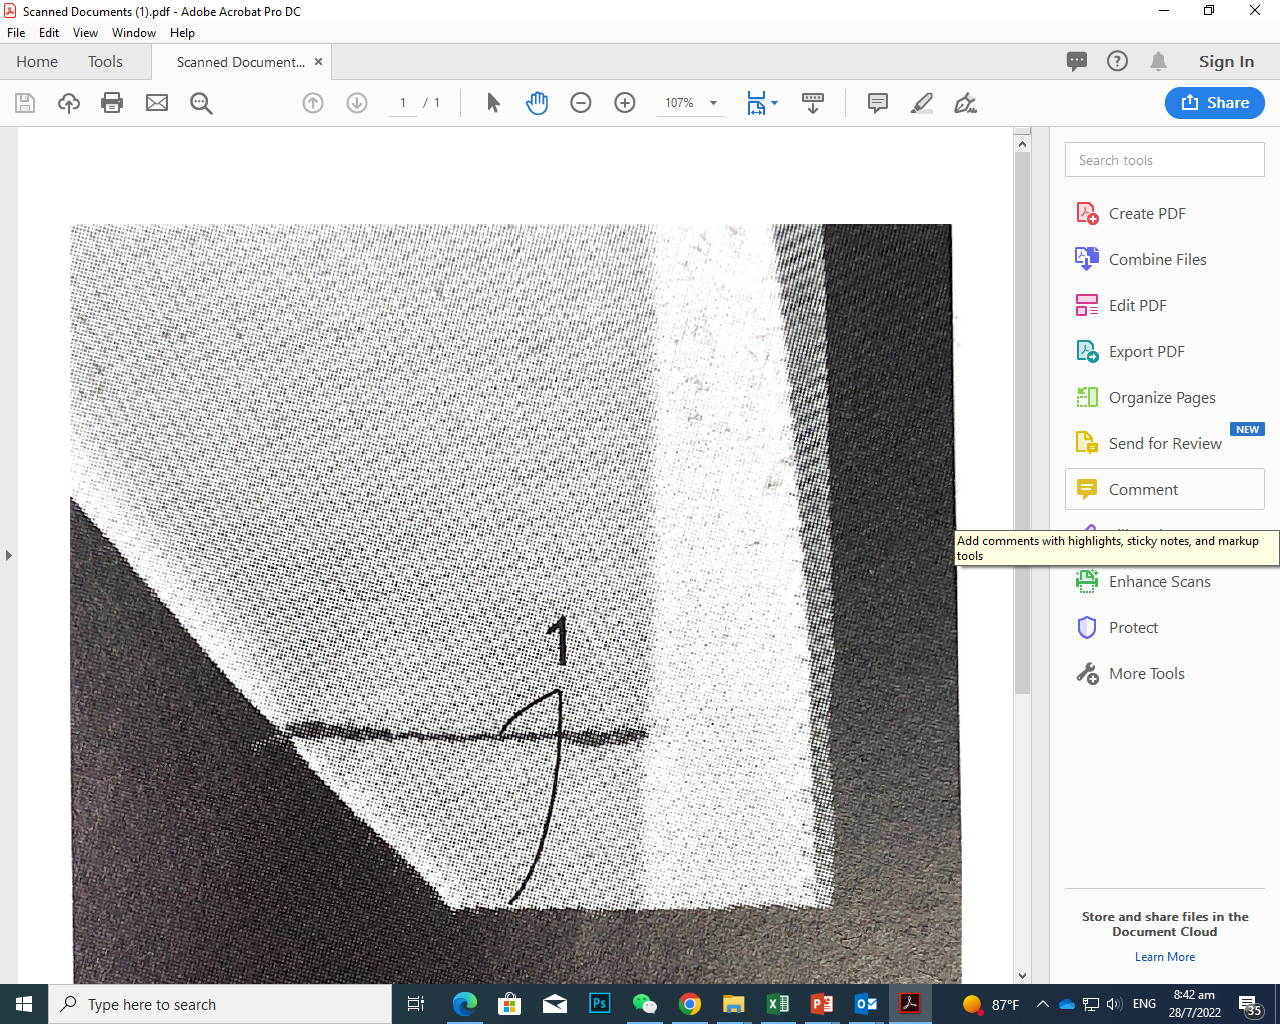 Scanned Documents (1).pdf - Adobe Acrobat Pro DC
File Edit View Window Help
Home Tools Scanned Document... ×
Sign In
1 / 1
107%
Share
Search tools
Create PDF
Combine Files
Edit PDF
Export PDF
Organize Pages
NEW
Send for Review
Comment
Add comments with highlights, sticky notes, and markup
tools
Enhance Scans
Protect
More Tools
1
Store and share files in the
Document Cloud
Learn More
Type here to search
Ps
87°F
ENG
8:42 am
28/7/2022
35